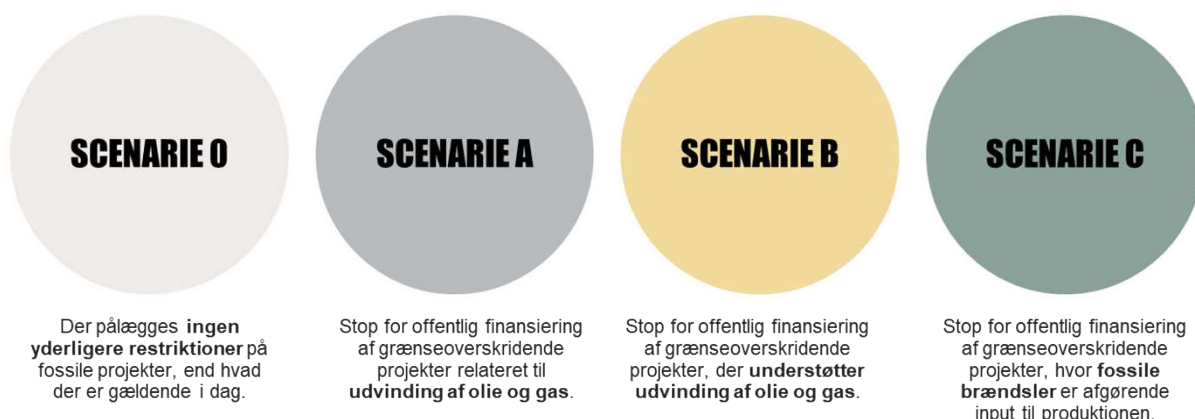 SCENARIE 0
Der pålægges ingen
yderligere restriktioner på
fossile projekter, end hvad
der er gældende i dag.
SCENARIE A
Stop for offentlig finansiering
af grænseoverskridende
projekter relateret til
udvinding af olie og gas.
SCENARIE B
Stop for offentlig finansiering
af grænseoverskridende
projekter, der understøtter
udvinding af olie og gas.
SCENARIE C
Stop for offentlig finansiering
af grænseoverskridende
projekter, hvor fossile
brændsler er afgørende
input til produktionen.